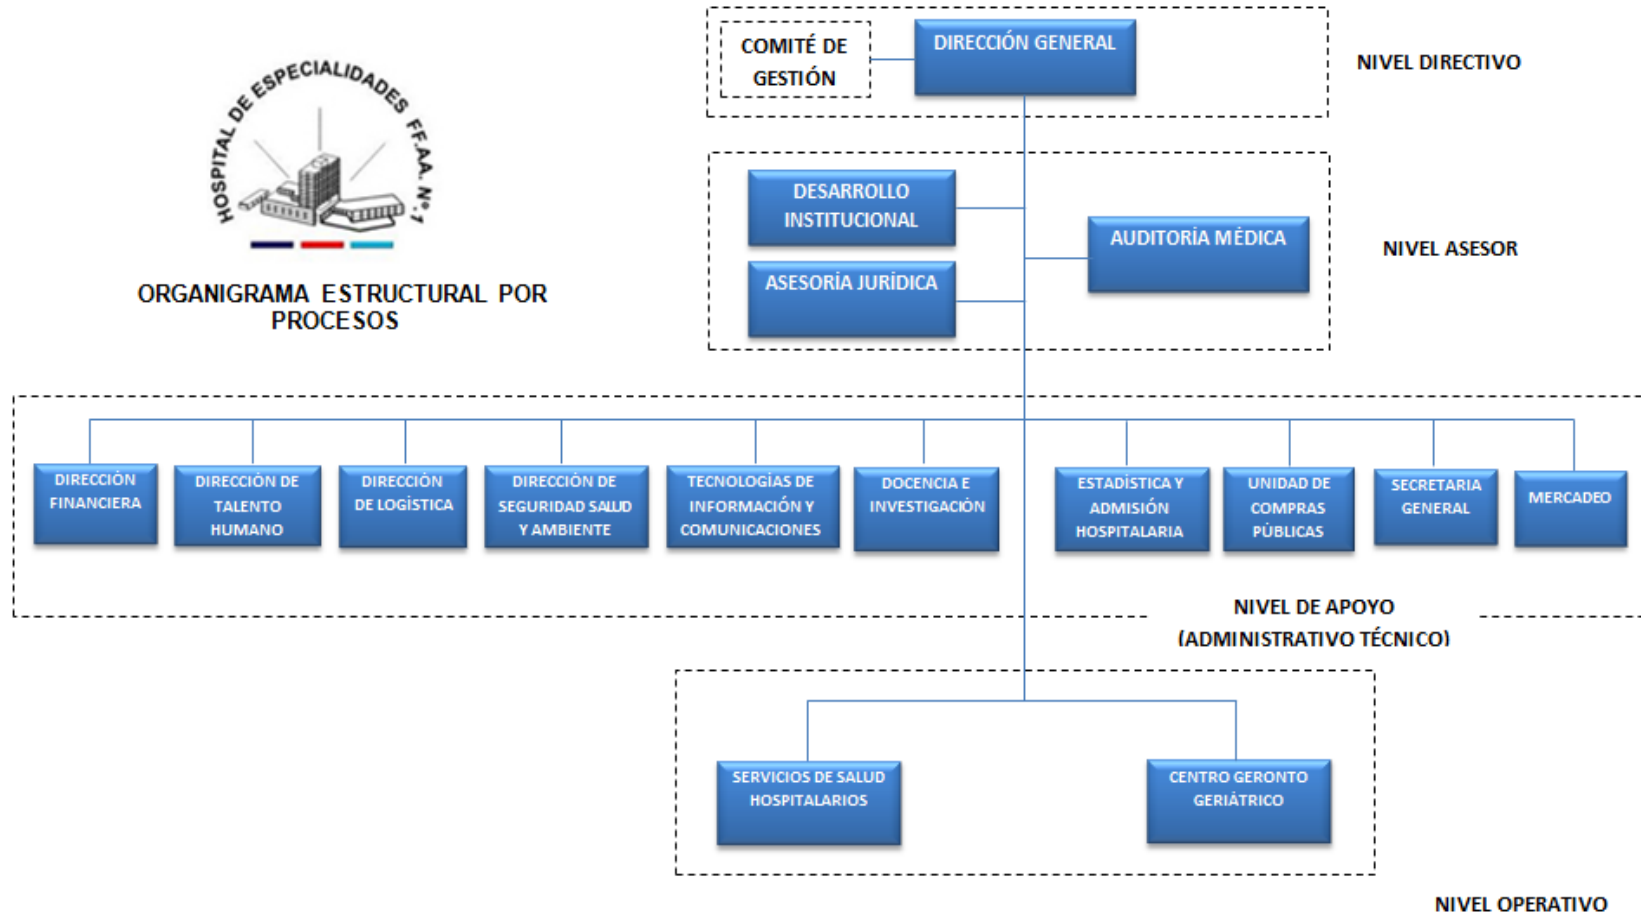 HOSPITAL DE ESPECIALIDADES FF.AA. Nº.1
ORGANIGRAMA ESTRUCTURAL POR
PROCESOS
COMITÉ DE
GESTIÓN
DIRECCIÓN GENERAL
NIVEL DIRECTIVO
DESARROLLO
INSTITUCIONAL
ASESORÍA JURÍDICA
AUDITORÍA MÉDICA
NIVEL ASESOR
DIRECCIÓN
FINANCIERA
DIRECCIÓN DE
TALENTO
HUMANO
DIRECCIÓN
DE LOGÍSTICA
DIRECCIÓN DE
SEGURIDAD SALUD
Y AMBIENTE
TECNOLOGÍAS DE
INFORMACIÓN Y
COMUNICACIONES
DOCENCIA E
INVESTIGACIÓN
ESTADÍSTICA Y
ADMISIÓN
HOSPITALARIA
UNIDAD DE
COMPRAS
PÚBLICAS
SECRETARIA
GENERAL
MERCADEO
NIVEL DE APOYO
(ADMINISTRATIVO TÉCNICO)
SERVICIOS DE SALUD
HOSPITALARIOS
CENTRO GERONTO
GERIÁTRICO
NIVEL OPERATIVO